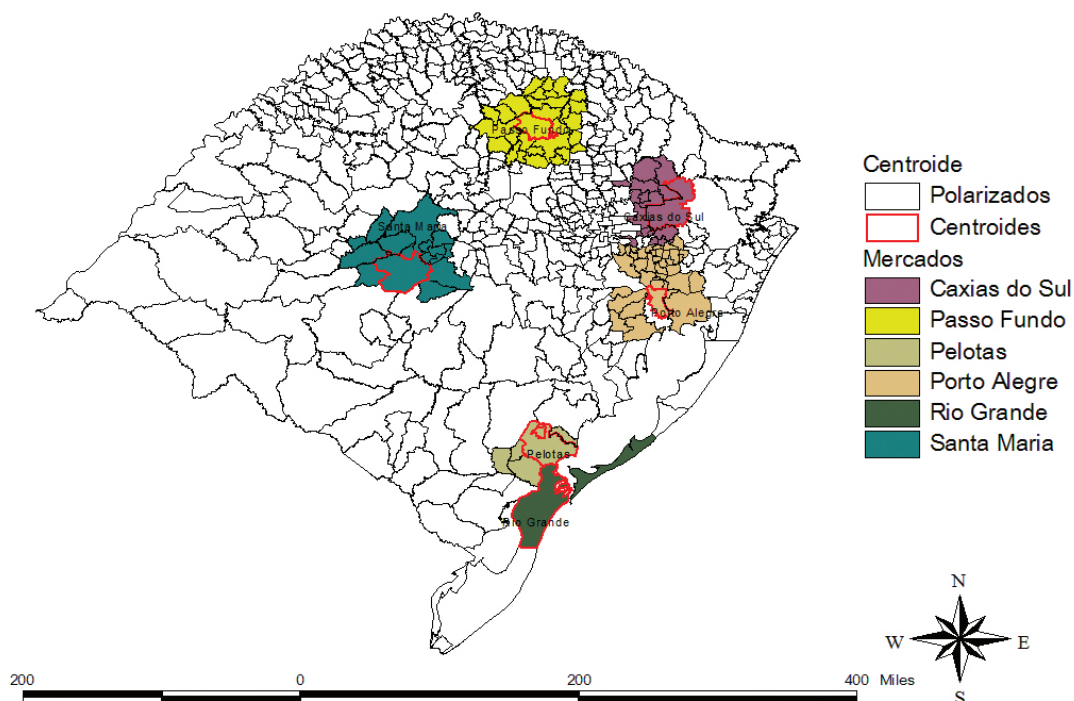 Passo Fundo
Caxias do Sul
Santa Maria
Porto Alegre
Pelotas
Rio Grande
Centroide
Polarizados
Centroides
Mercados
Caxias do Sul
Passo Fundo
Pelotas
Porto Alegre
Rio Grande
Santa Maria
N
W
E
S
200
0
200
400
Miles